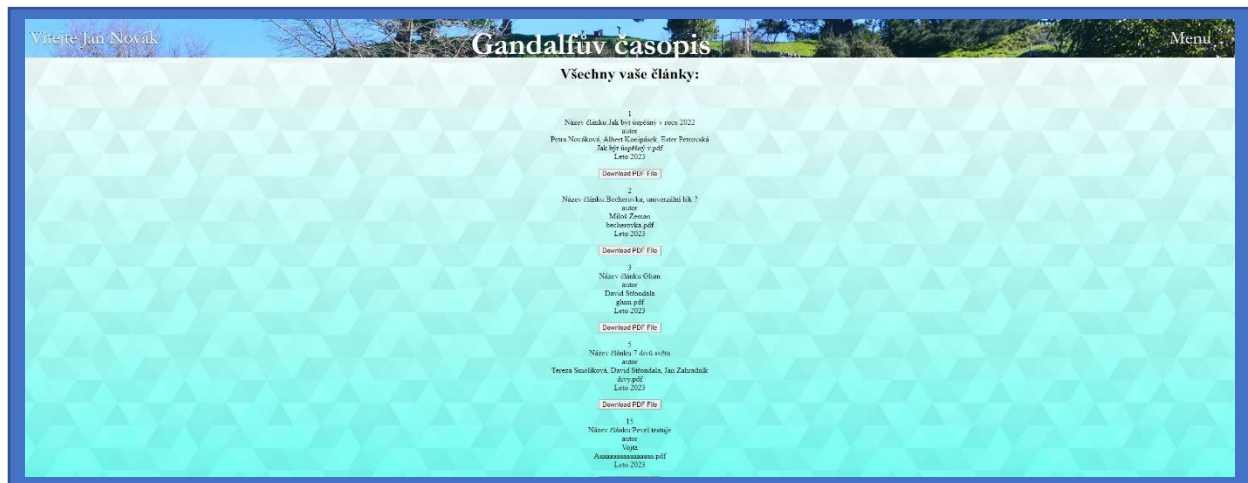 Vítejte Jan Novák
Gandalfův časopis
Menu
Všechny vaše články:
1
Název článku:Jak být úspěšný v roce 2022
autor
Petra Nováková, Albert Konipásek, Ester Petrovská
Jak být úspěšný v.pdf
Leto 2023
Download PDF File
2
Název článku:Becherovka, univerzální lék ?
autor
Miloš Zeman
becherovka.pdf
Leto 2023
Download PDF File
3
Název článku:Glum
autor
David Střondala
glum.pdf
Leto 2023
Download PDF File
5
Název článku:7 divů světa
autor
Tereza Smolíková, David Střondala, Jan Zahradník
divy.pdf
Leto 2023
Download PDF File
15
Název článku:Pevel testuje
autor
Vojta
Leto 2023